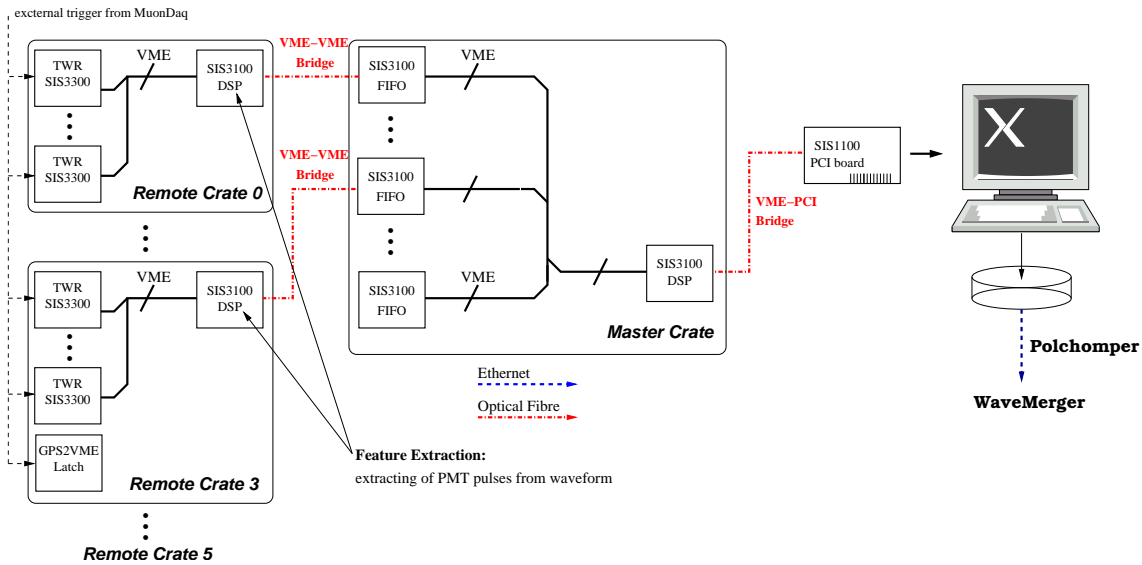 excternal trigger from MuonDaq
TWR
SIS3300
VME
SIS3100
DSP
TWR
SIS3300
Remote Crate 0
VME–VME
Bridge
SIS3100
FIFO
VME
VME–VME
Bridge
SIS3100
FIFO
SIS3100
FIFO
VME
SIS3100
DSP
Master Crate
VME–PCI
Bridge
SIS1100
PCI board
X
Polchomper
WaveMerger
TWR
SIS3300
VME
SIS3100
DSP
TWR
SIS3300
GPS2VME
Latch
Remote Crate 3
Remote Crate 5
Ethernet
Optical Fibre
Feature Extraction:
extracting of PMT pulses from waveform